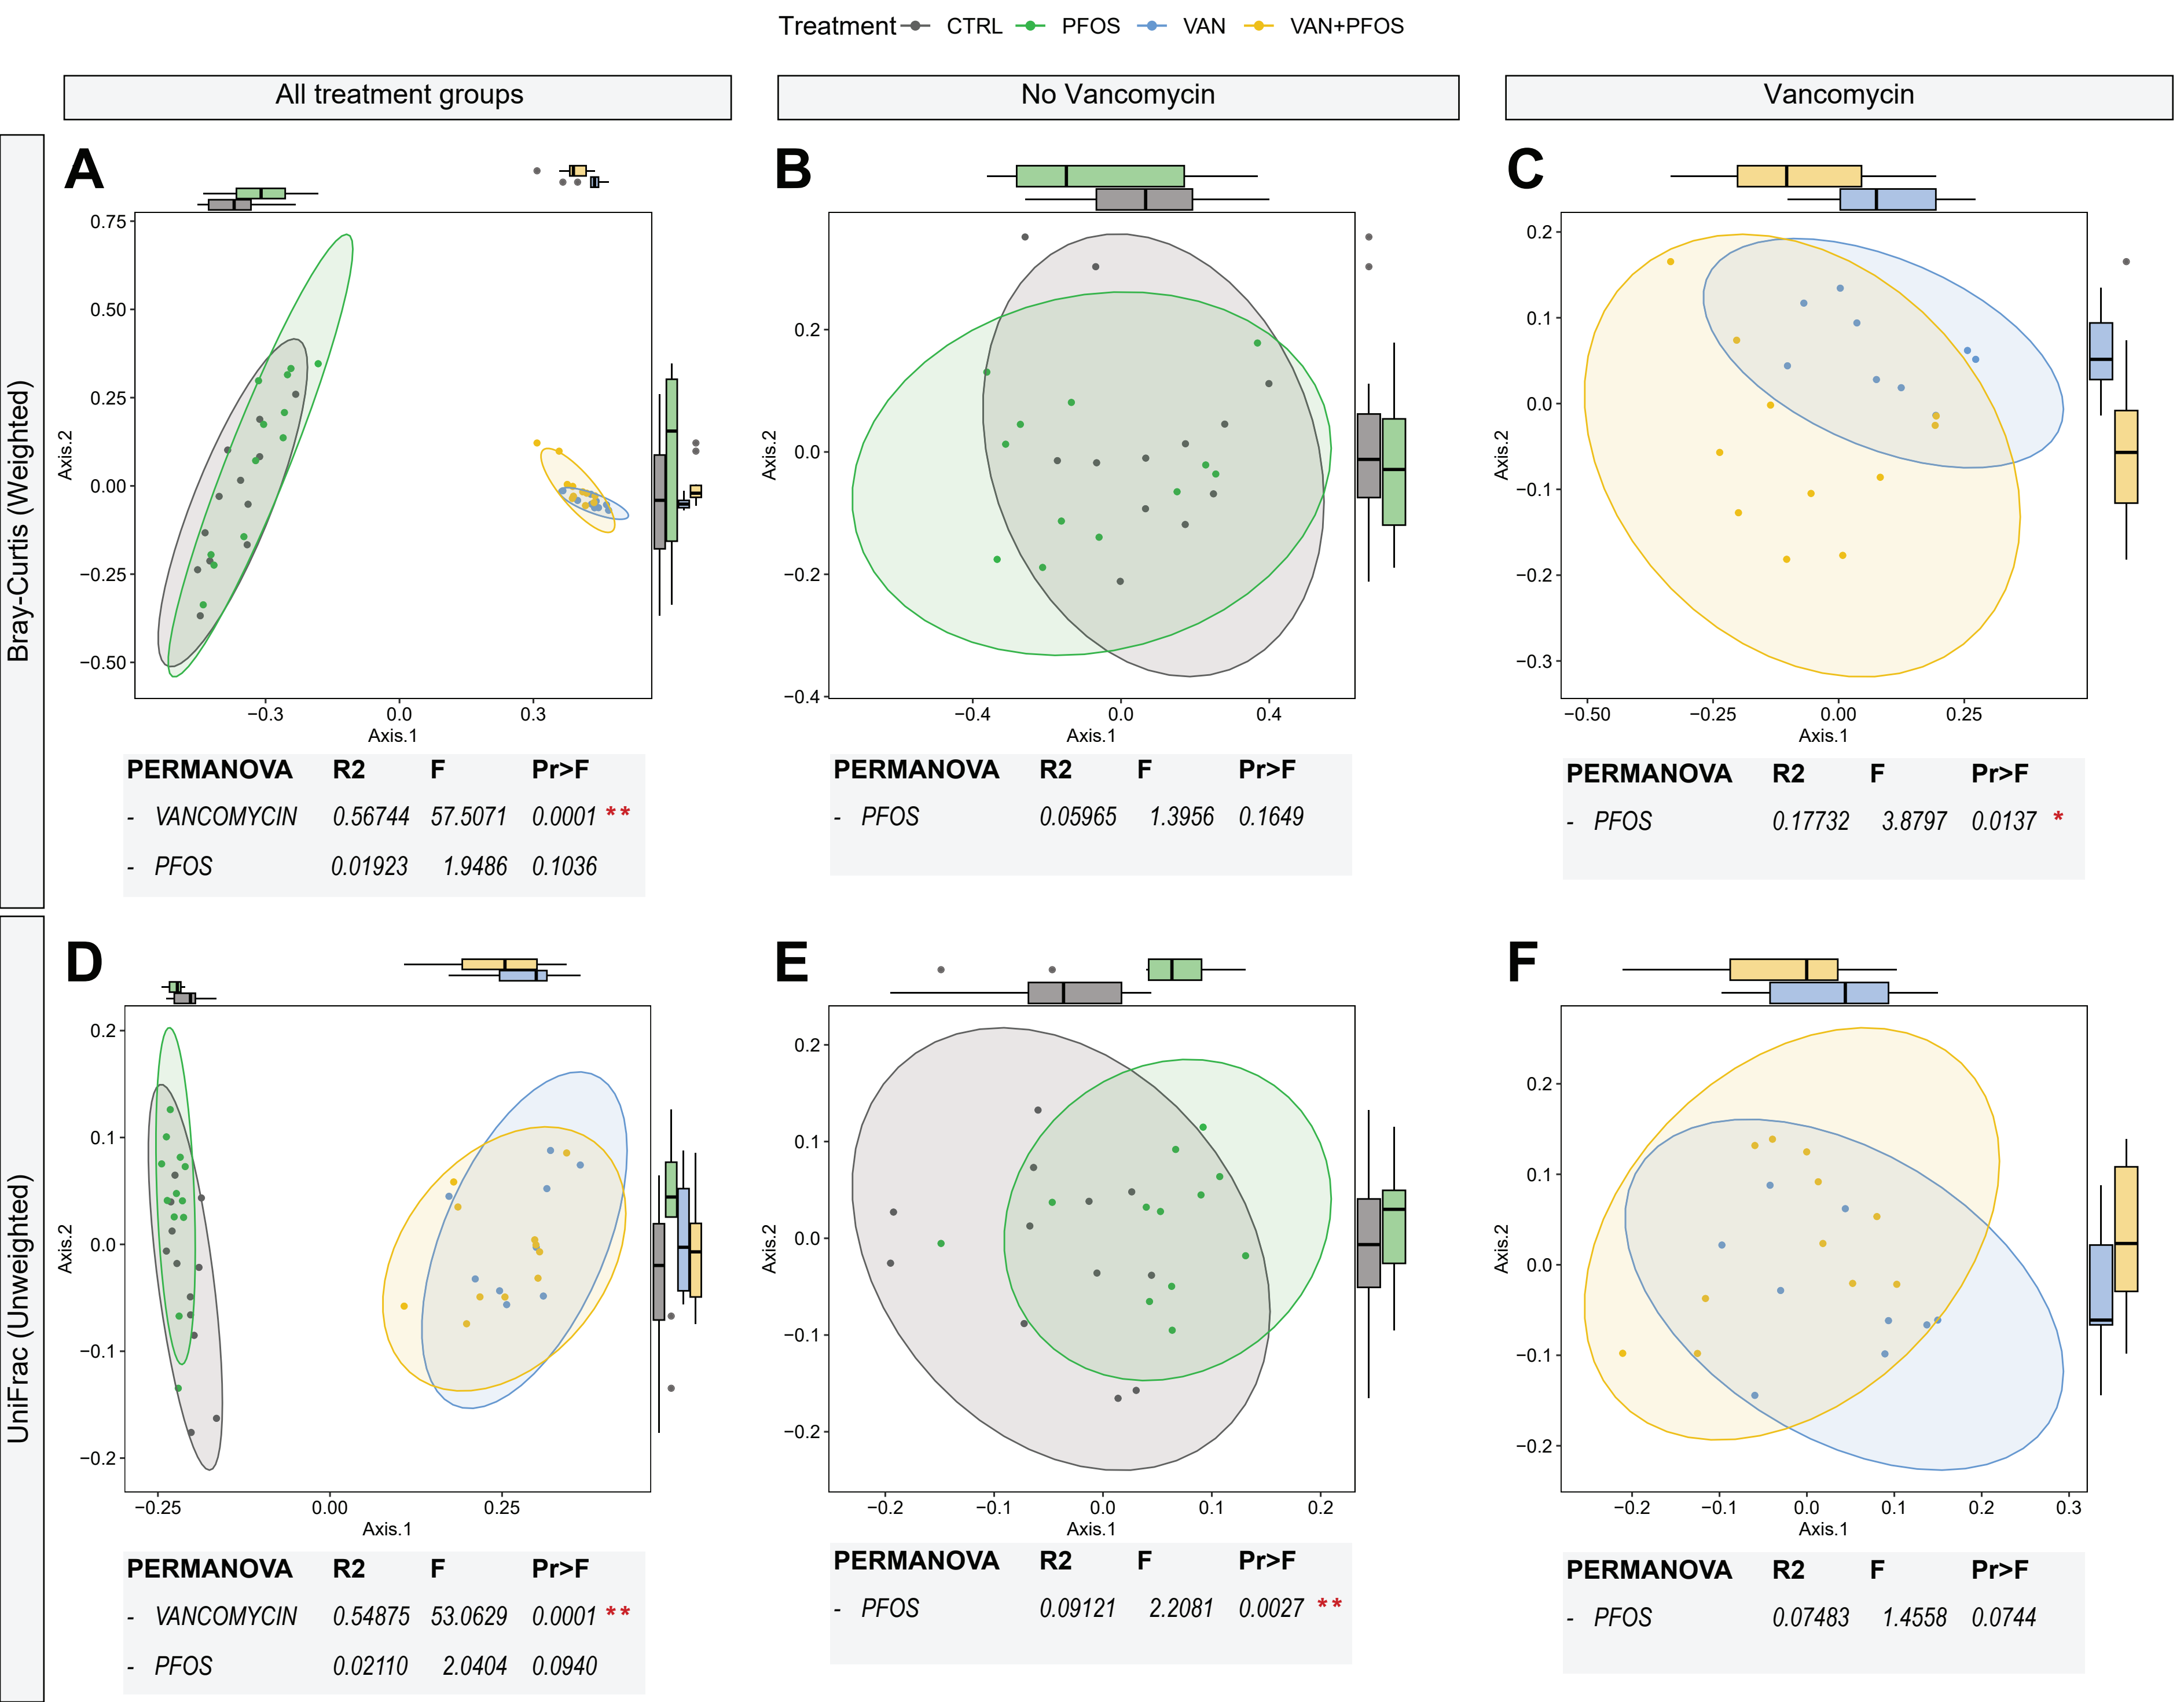 Treatment CTRL PFOS VAN VAN+PFOS
All treatment groups
No Vancomycin
Vancomycin
Bray-Curtis (Weighted)
A
0.75
0.50
0.25
0.00
−0.25
−0.50
Axis.2
−0.3 0.0 0.3
Axis.1
PERMANOVA R2 F Pr>F
- VANCOMYCIN 0.56744 57.5071 0.0001 **
- PFOS 0.01923 1.9486 0.1036
B
0.2
0.0
−0.2
−0.4
Axis.2
−0.4 0.0 0.4
Axis.1
PERMANOVA R2 F Pr>F
- PFOS 0.05965 1.3956 0.1649
C
0.2
0.1
0.0
−0.1
−0.2
−0.3
Axis.2
−0.50 −0.25 0.00 0.25
Axis.1
PERMANOVA R2 F Pr>F
- PFOS 0.17732 3.8797 0.0137 *
UniFrac (Unweighted)
D
0.2
0.1
0.0
−0.1
−0.2
Axis.2
−0.25 0.00 0.25
Axis.1
PERMANOVA R2 F Pr>F
- VANCOMYCIN 0.54875 53.0629 0.0001 **
- PFOS 0.02110 2.0404 0.0940
E
0.2
0.1
0.0
−0.1
−0.2
Axis.2
−0.2 −0.1 0.0 0.1 0.2
Axis.1
PERMANOVA R2 F Pr>F
- PFOS 0.09121 2.2081 0.0027 **
F
0.2
0.1
0.0
−0.1
−0.2
Axis.2
−0.2 −0.1 0.0 0.1 0.2 0.3
Axis.1
PERMANOVA R2 F Pr>F
- PFOS 0.07483 1.4558 0.0744